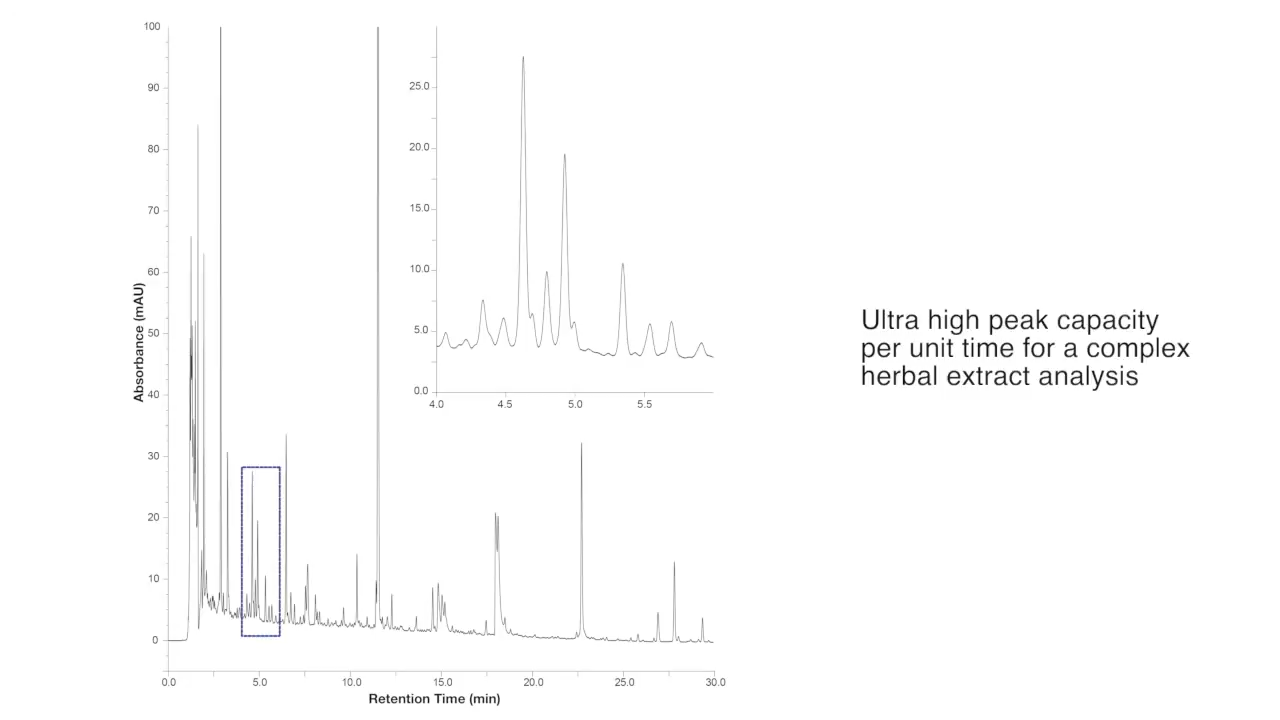 100
90
80
70
60
50
40
30
20
10
0
Absorbance (mAU)
0.0 5.0 10.0 15.0 20.0 25.0 30.0
Retention Time (min)
25.0
20.0
15.0
10.0
5.0
0.0
4.0 4.5 5.0 5.5
Ultra high peak capacity
per unit time for a complex
herbal extract analysis